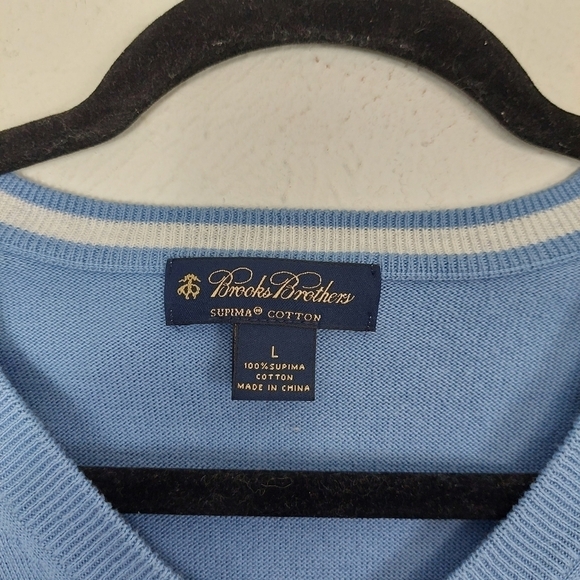 Brooks Brothers
SUPIMA® COTTON
L
100% SUPIMA
COTTON
MADE IN CHINA